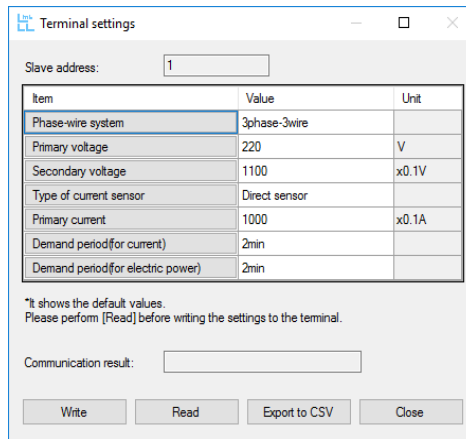 Terminal settings
Slave address: 1
Item Value Unit
Phase-wire system 3phase-3wire
Primary voltage 220 V
Secondary voltage 1100 x0.1V
Type of current sensor Direct sensor
Primary current 1000 x0.1A
Demand period(for current) 2min
Demand period(for electric power) 2min
*It shows the default values.
Please perform [Read] before writing the settings to the terminal.
Communication result:
Write Read Export to CSV Close